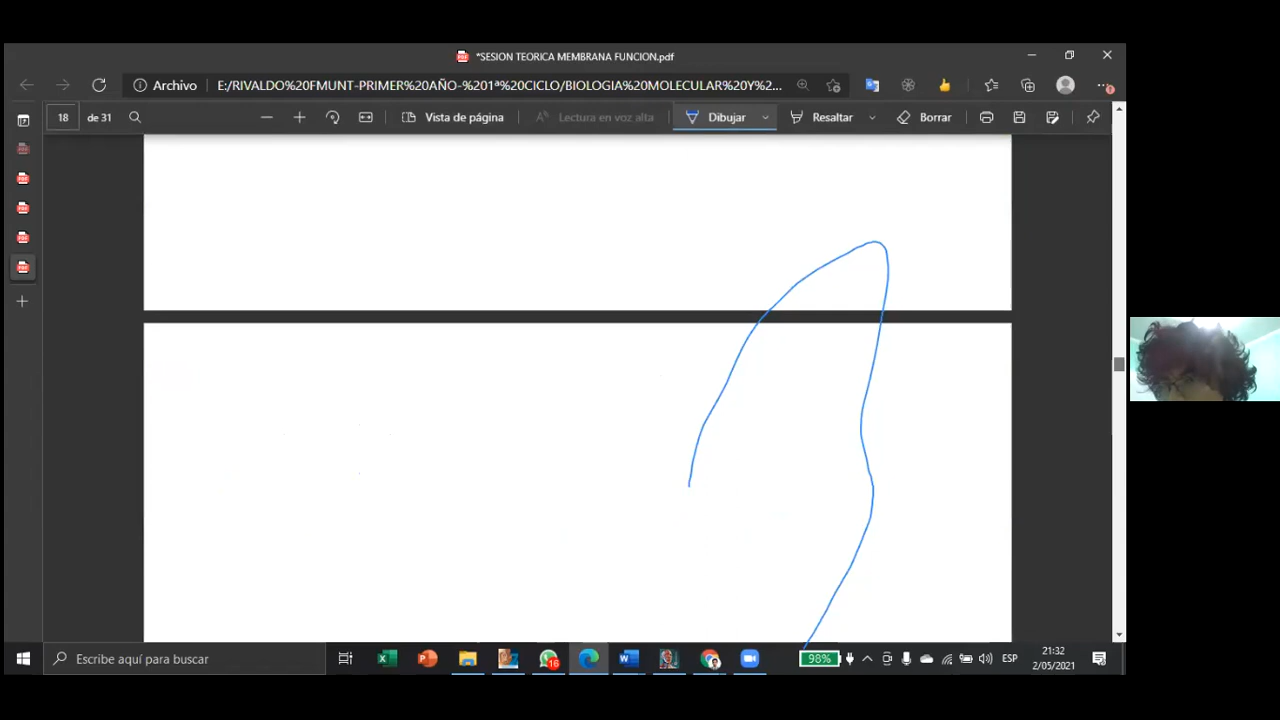 *SESION TEORICA MEMBRANA FUNCION.pdf
Archivo E:/RIVALDO%20FMUNT-PRIMER%20AÑO-%201ª%20CICLO/BIOLOGIA%20MOLECULAR%20Y%2...
18 de 31 Vista de página Lectura en voz alta Dibujar Resaltar Borrar
Escribe aquí para buscar
16
98%
ESP
21:32
2/05/2021